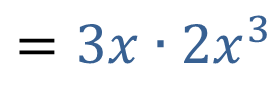 = 3x · 2x³